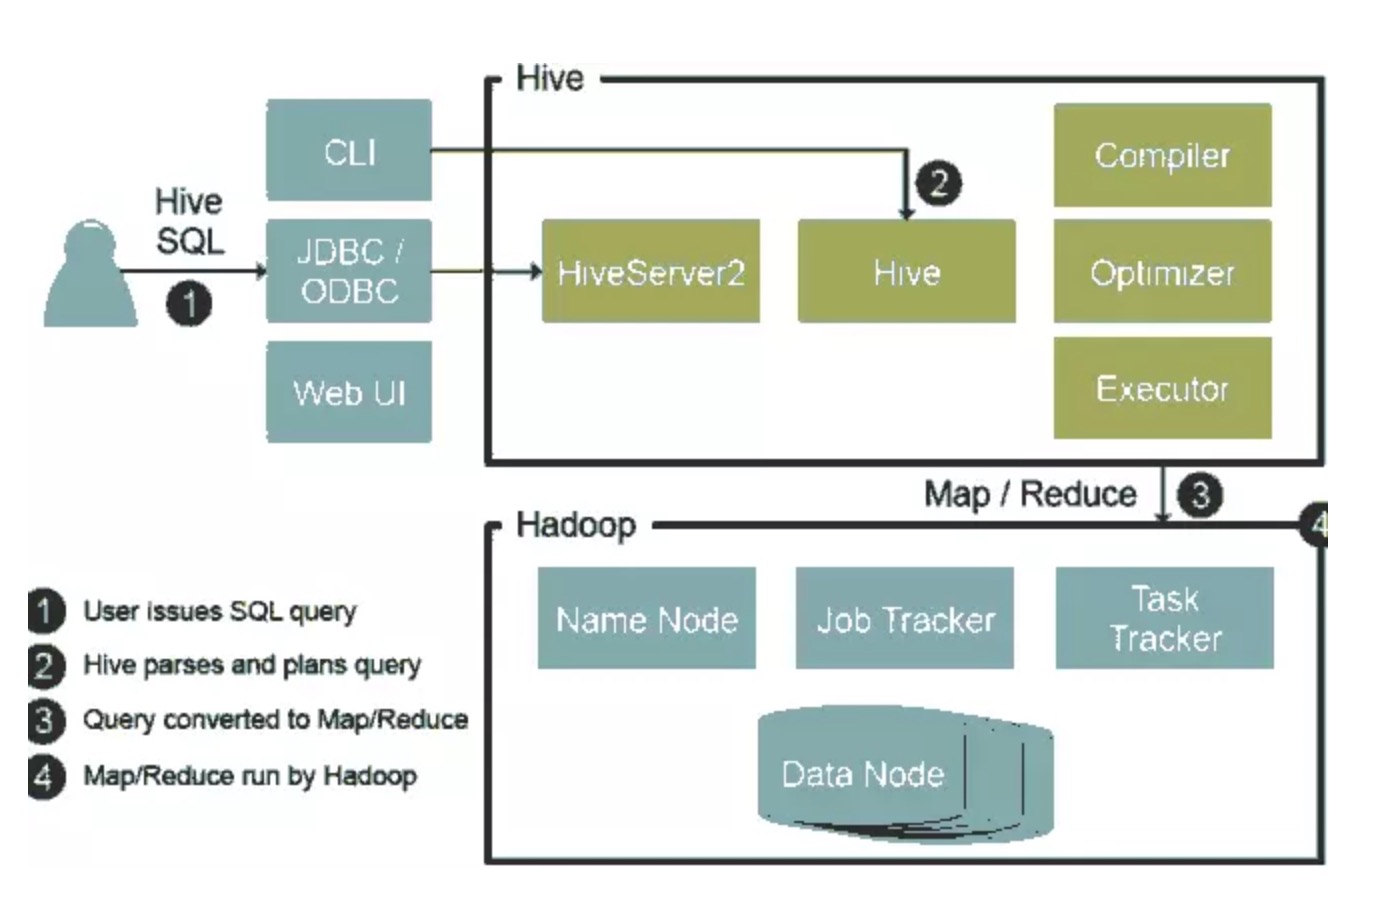 Hive
CLI
Compiler
2
Hive
SQL
JDBC /
ODBC
HiveServer2
Hive
Optimizer
1
Web UI
Executor
Map / Reduce
3
Hadoop
4
Name Node
Job Tracker
Task
Tracker
Data Node
1 User issues SQL query
2 Hive parses and plans query
3 Query converted to Map/Reduce
4 Map/Reduce run by Hadoop